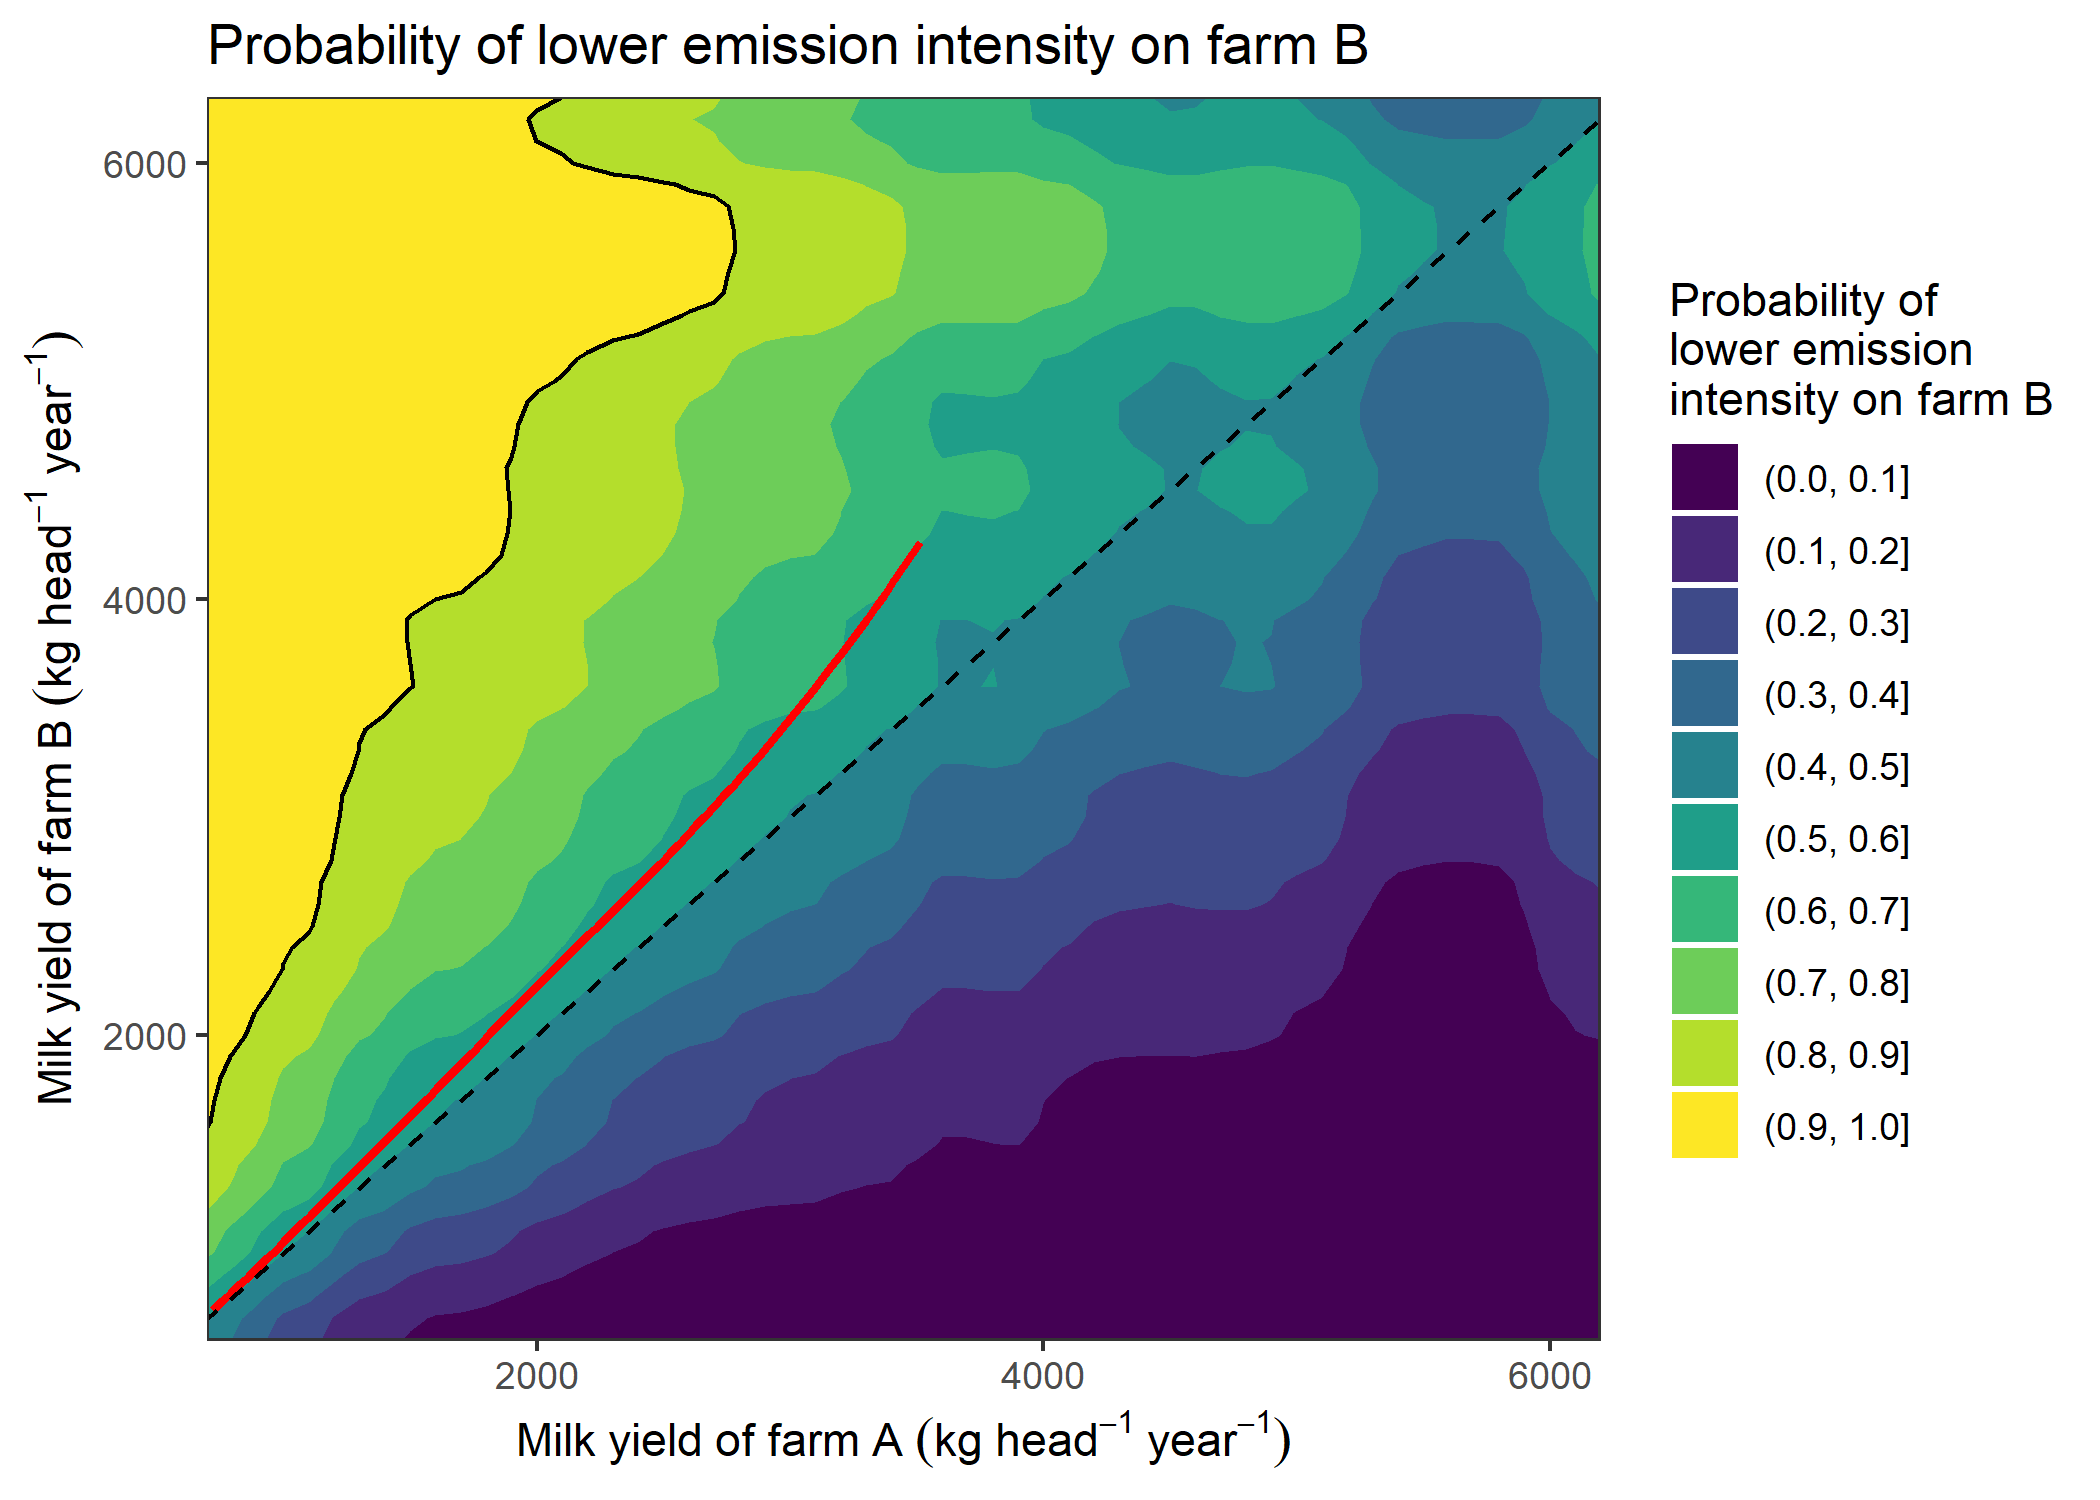 Probability of lower emission intensity on farm B
Milk yield of farm B (kg head⁻¹ year⁻¹)
6000
4000
2000
2000 4000 6000
Milk yield of farm A (kg head⁻¹ year⁻¹)
Probability of
lower emission
intensity on farm B
(0.0, 0.1]
(0.1, 0.2]
(0.2, 0.3]
(0.3, 0.4]
(0.4, 0.5]
(0.5, 0.6]
(0.6, 0.7]
(0.7, 0.8]
(0.8, 0.9]
(0.9, 1.0]